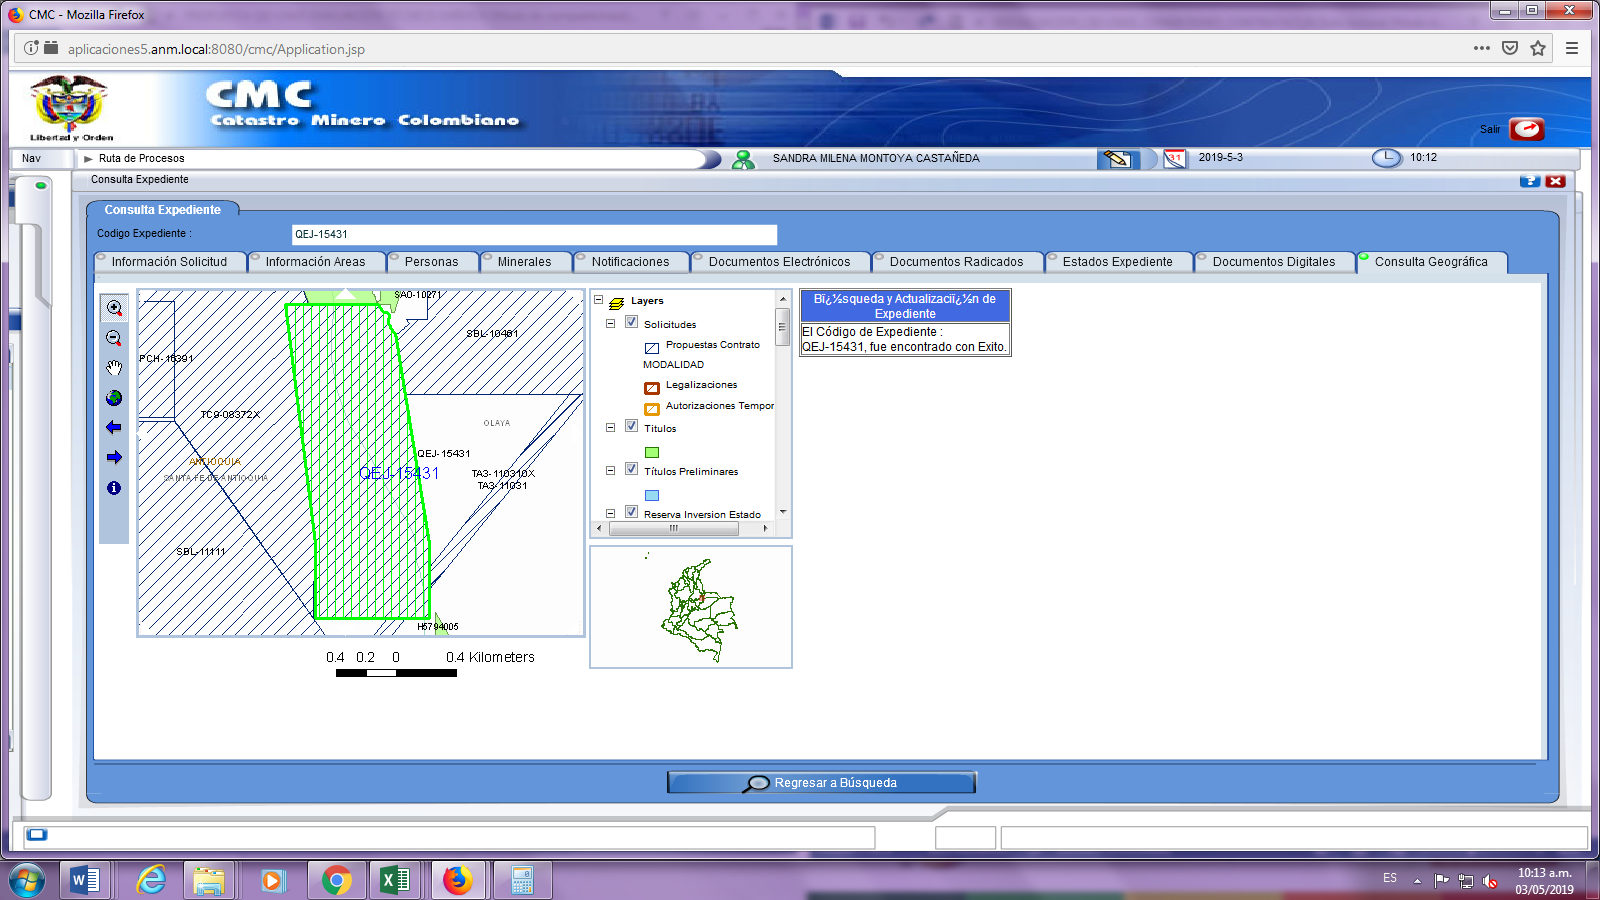 CMC - Mozilla Firefox
aplicaciones5.anm.local:8080/cmc/Application.jsp
CMC
Catastro Minero Colombiano
Libertad y Orden
Salir
Nav
Ruta de Procesos
SANDRA MILENA MONTOYA CASTAÑEDA
31
2019-5-3
10:12
Consulta Expediente
Consulta Expediente
Codigo Expediente :
QEJ-15431
Información Solicitud
Información Areas
Personas
Minerales
Notificaciones
Documentos Electrónicos
Documentos Radicados
Estados Expediente
Documentos Digitales
Consulta Geográfica
SAO-10271
SBL-10461
PCH-16391
TC9-08372X
OLAYA
ANTIOQUIA
SANTA FE DE ANTIOQUIA
QEJ-15431
QEJ-15431
TA3-110310X
TA3-11031
SBL-11111
H5794005
0.4 0.2 0 0.4 Kilometers
Layers
Solicitudes
Propuestas Contrato
MODALIDAD
Legalizaciones
Autorizaciones Tempor
Titulos
Títulos Preliminares
Reserva Inversion Estado
Bï¿½squeda y Actualizaciï¿½n de
Expediente
El Código de Expediente :
QEJ-15431, fue encontrado con Exito.
Regresar a Búsqueda
ES
10:13 a.m.
03/05/2019